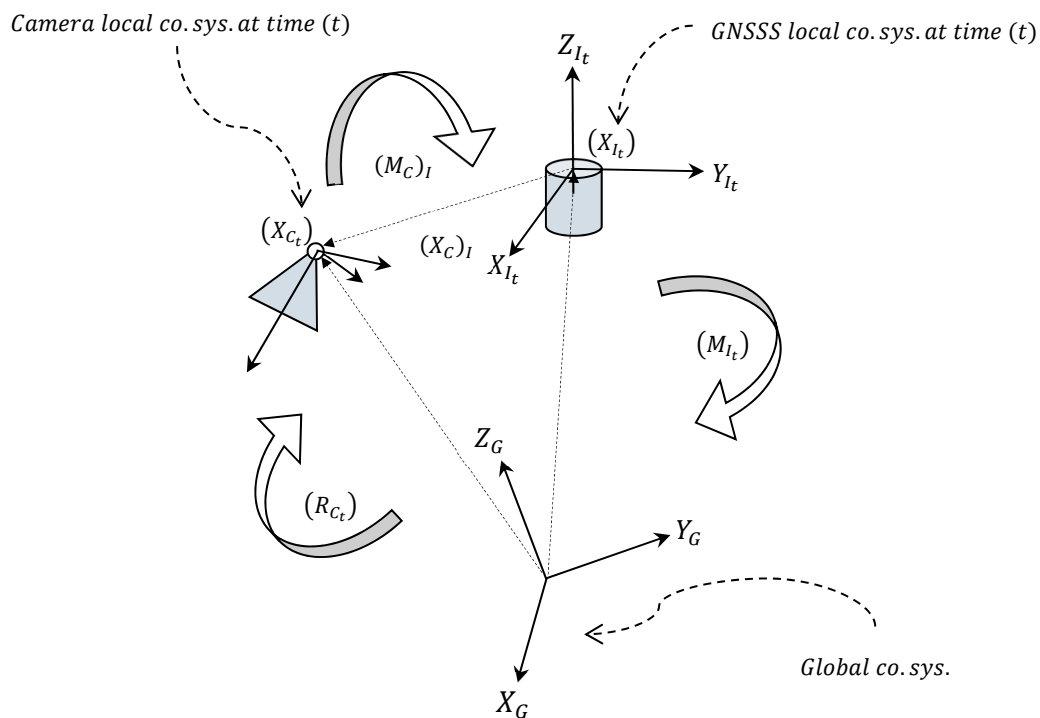 Camera local co. sys. at time (t)
GNSSS local co. sys. at time (t)
Z_{I_t}
(X_{I_t})
(M_C)_I
Y_{I_t}
(X_{C_t})
(X_C)_I
X_{I_t}
(M_{I_t})
Z_G
(R_{C_t})
Y_G
Global co. sys.
X_G